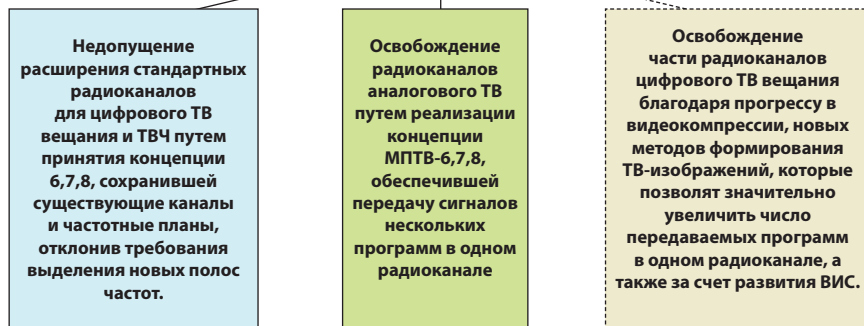 Недопущение
расширения стандартных
радиоканалов
для цифрового ТВ
вещания и ТВЧ путем
принятия концепции
6,7,8, сохранившей
существующие каналы
и частотные планы,
отклонив требования
выделения новых полос
частот.
Освобождение
радиоканалов
аналогового ТВ
путем реализации
концепции
МПТВ-6,7,8,
обеспечившей
передачу сигналов
нескольких
программ в одном
радиоканале
Освобождение
части радиоканалов
цифрового ТВ вещания
благодаря прогрессу в
видеокомпрессии, новых
методов формирования
ТВ-изображений, которые
позволят значительно
увеличить число
передаваемых программ
в одном радиоканале, а
также за счет развития ВИС.